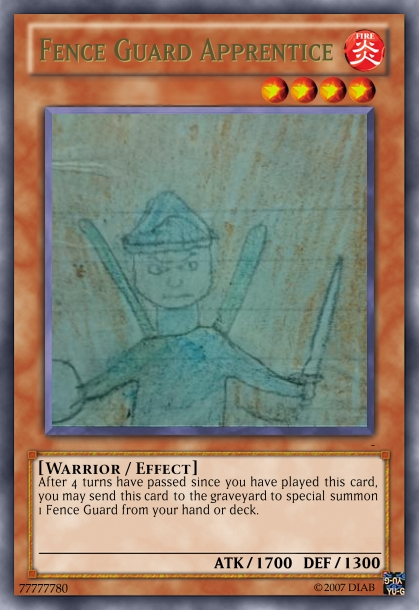 FENCE GUARD APPRENTICE
FIRE
炎
[WARRIOR / EFFECT]
After 4 turns have passed since you have played this card,
you may send this card to the graveyard to special summon
1 Fence Guard from your hand or deck.
ATK / 1700 DEF / 1300
77777780
©2007 DIAB
YU-G